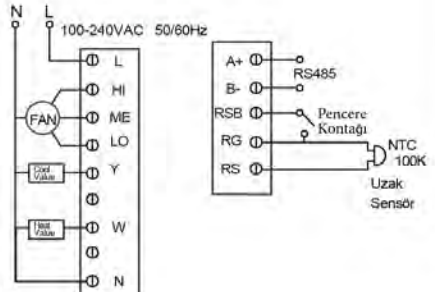 N L
100-240VAC 50/60Hz
L
HI
FAN
ME
LO
Cool
Valve
Y
Heat
Valve
W
N
A+
RS485
B-
RSB
Pencere
Kontağı
RG
NTC
100K
RS
Uzak
Sensör